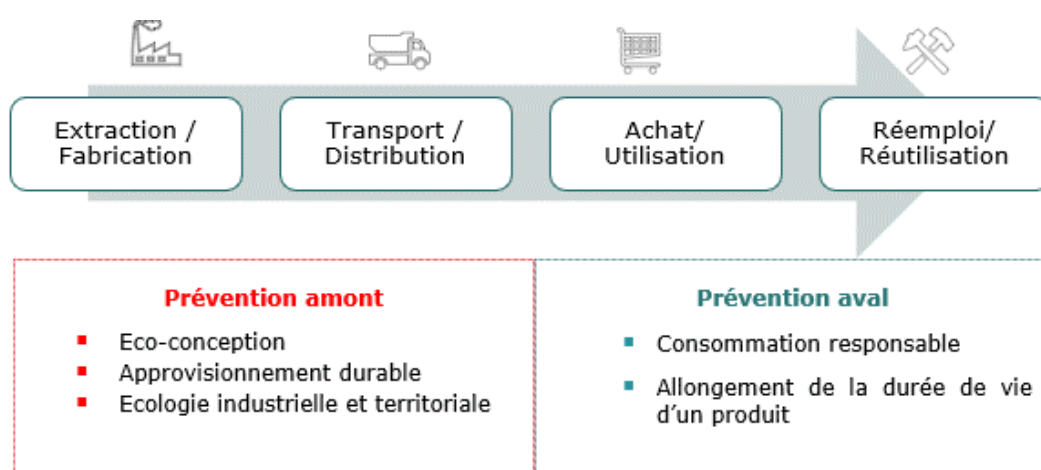 Extraction /
Fabrication
Transport /
Distribution
Achat/
Utilisation
Réemploi/
Réutilisation
Prévention amont
Eco-conception
Approvisionnement durable
Ecologie industrielle et territoriale
Prévention aval
Consommation responsable
Allongement de la durée de vie
d'un produit